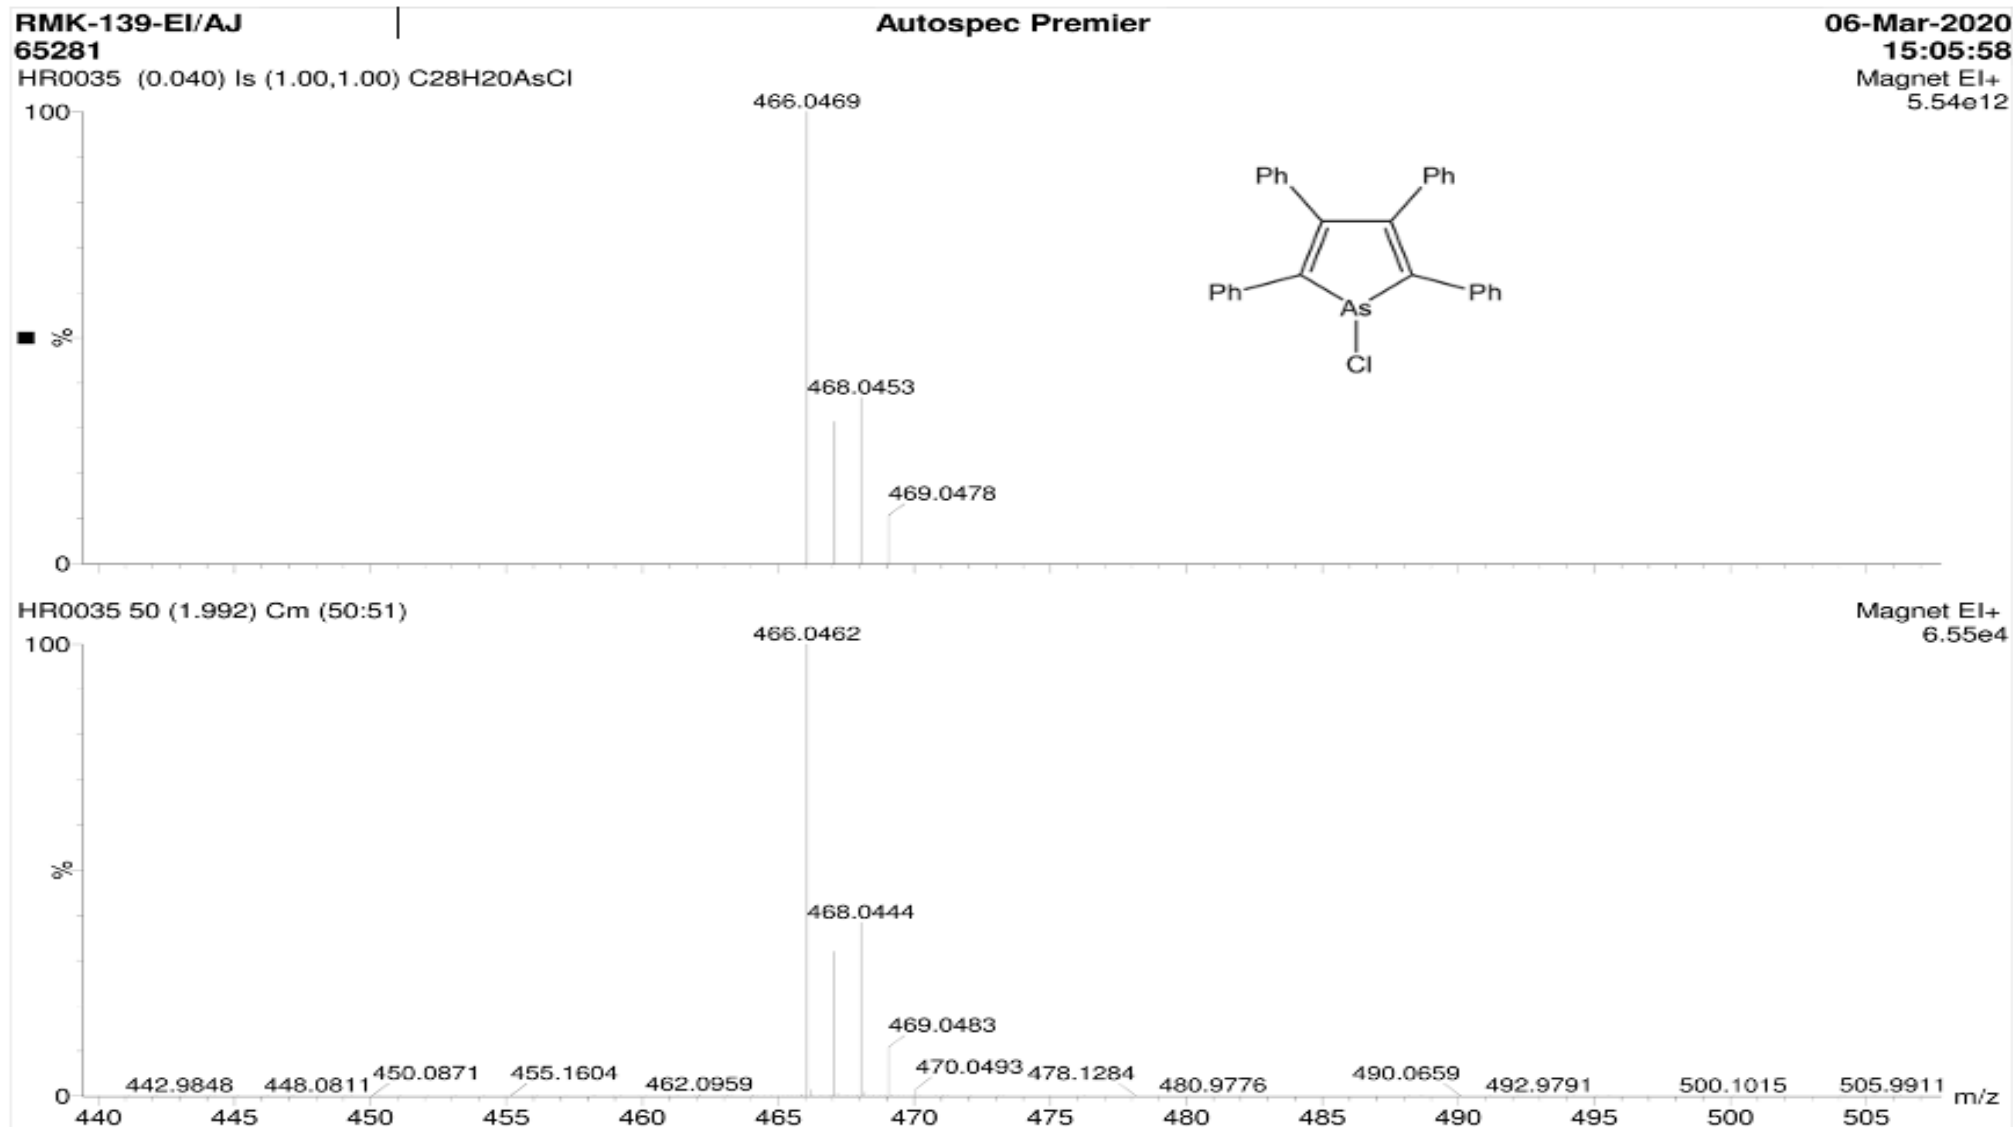 RMK-139-EI/AJ Autospec Premier 06-Mar-2020
65281 15:05:58
HR0035 (0.040) Is (1.00,1.00) C28H20AsCl Magnet EI+
5.54e12
100
466.0469
Ph Ph
Ph Ph
As
Cl
%
468.0453
469.0478
0
HR0035 50 (1.992) Cm (50:51) Magnet EI+
6.55e4
100
466.0462
%
468.0444
469.0483
470.0493
442.9848 448.0811 450.0871 455.1604 462.0959 478.1284 480.9776 490.0659 492.9791 500.1015 505.9911
0
m/z
440 445 450 455 460 465 470 475 480 485 490 495 500 505